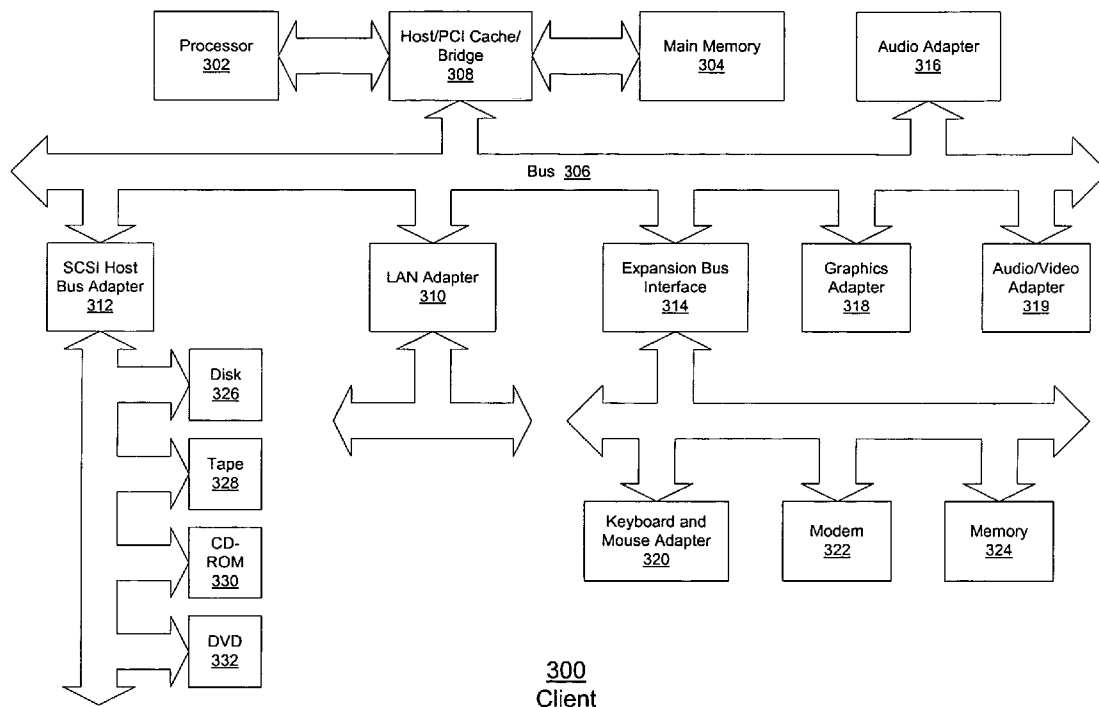 Processor
302
Host/PCI Cache/
Bridge
308
Main Memory
304
Audio Adapter
316
Bus 306
SCSI Host
Bus Adapter
312
LAN Adapter
310
Expansion Bus
Interface
314
Graphics
Adapter
318
Audio/Video
Adapter
319
Disk
326
Tape
328
CD-
ROM
330
DVD
332
Keyboard and
Mouse Adapter
320
Modem
322
Memory
324
300
Client